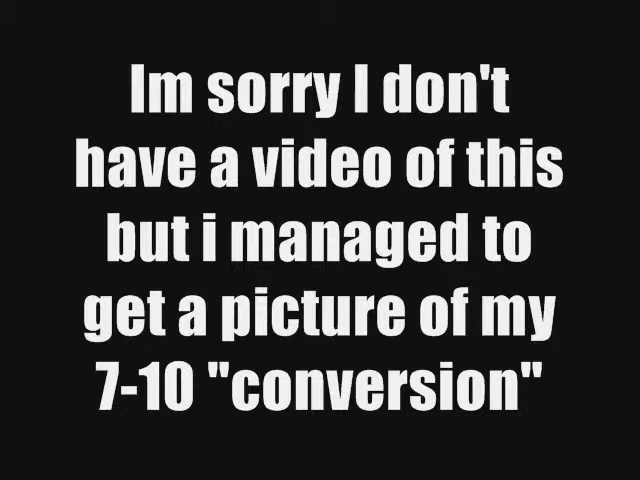 Im sorry I don't
have a video of this
but i managed to
get a picture of my
7-10 "conversion"